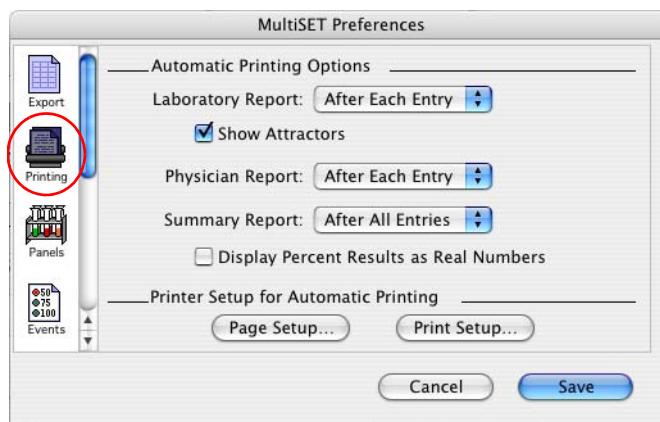 MultiSET Preferences
Export
Printing
Panels
50
75
100
Events
Automatic Printing Options
Laboratory Report: After Each Entry
Show Attractors
Physician Report: After Each Entry
Summary Report: After All Entries
Display Percent Results as Real Numbers
Printer Setup for Automatic Printing
Page Setup... Print Setup...
Cancel Save